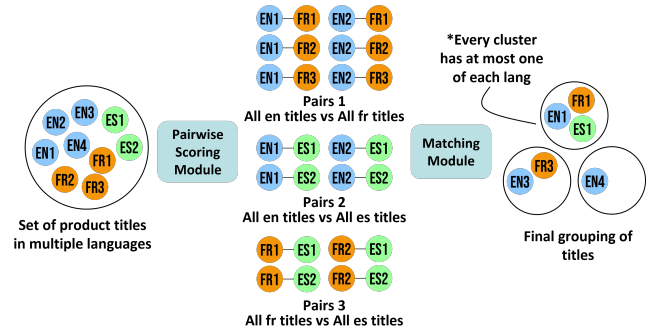 EN2 EN3 ES1
EN1 EN4 ES2
FR1
FR2 FR3
Set of product titles
in multiple languages
Pairwise
Scoring
Module
EN1 FR1 EN2 FR1
EN1 FR2 EN2 FR2
EN1 FR3 EN2 FR3
Pairs 1
All en titles vs All fr titles
EN1 ES1 EN2 ES1
EN1 ES2 EN2 ES2
Pairs 2
All en titles vs All es titles
FR1 ES1 FR2 ES1
FR1 ES2 FR2 ES2
Pairs 3
All fr titles vs All es titles
Matching
Module
*Every cluster
has at most one
of each lang
FR1
EN1
ES1
FR3
EN3
EN4
Final grouping of
titles